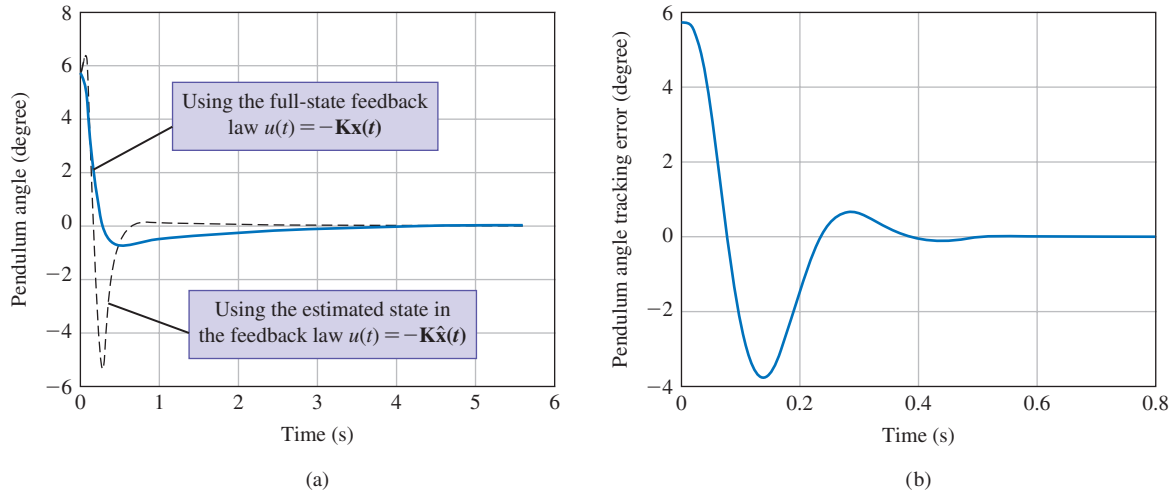 8
6
4
2
0
−2
−4
−6
Pendulum angle (degree)
Using the full-state feedback
law u(t) = −Kx(t)
Using the estimated state in
the feedback law u(t) = −Kx̂(t)
0
1
2
3
4
5
6
Time (s)
(a)
6
4
2
0
−2
−4
Pendulum angle tracking error (degree)
0
0.2
0.4
0.6
0.8
Time (s)
(b)